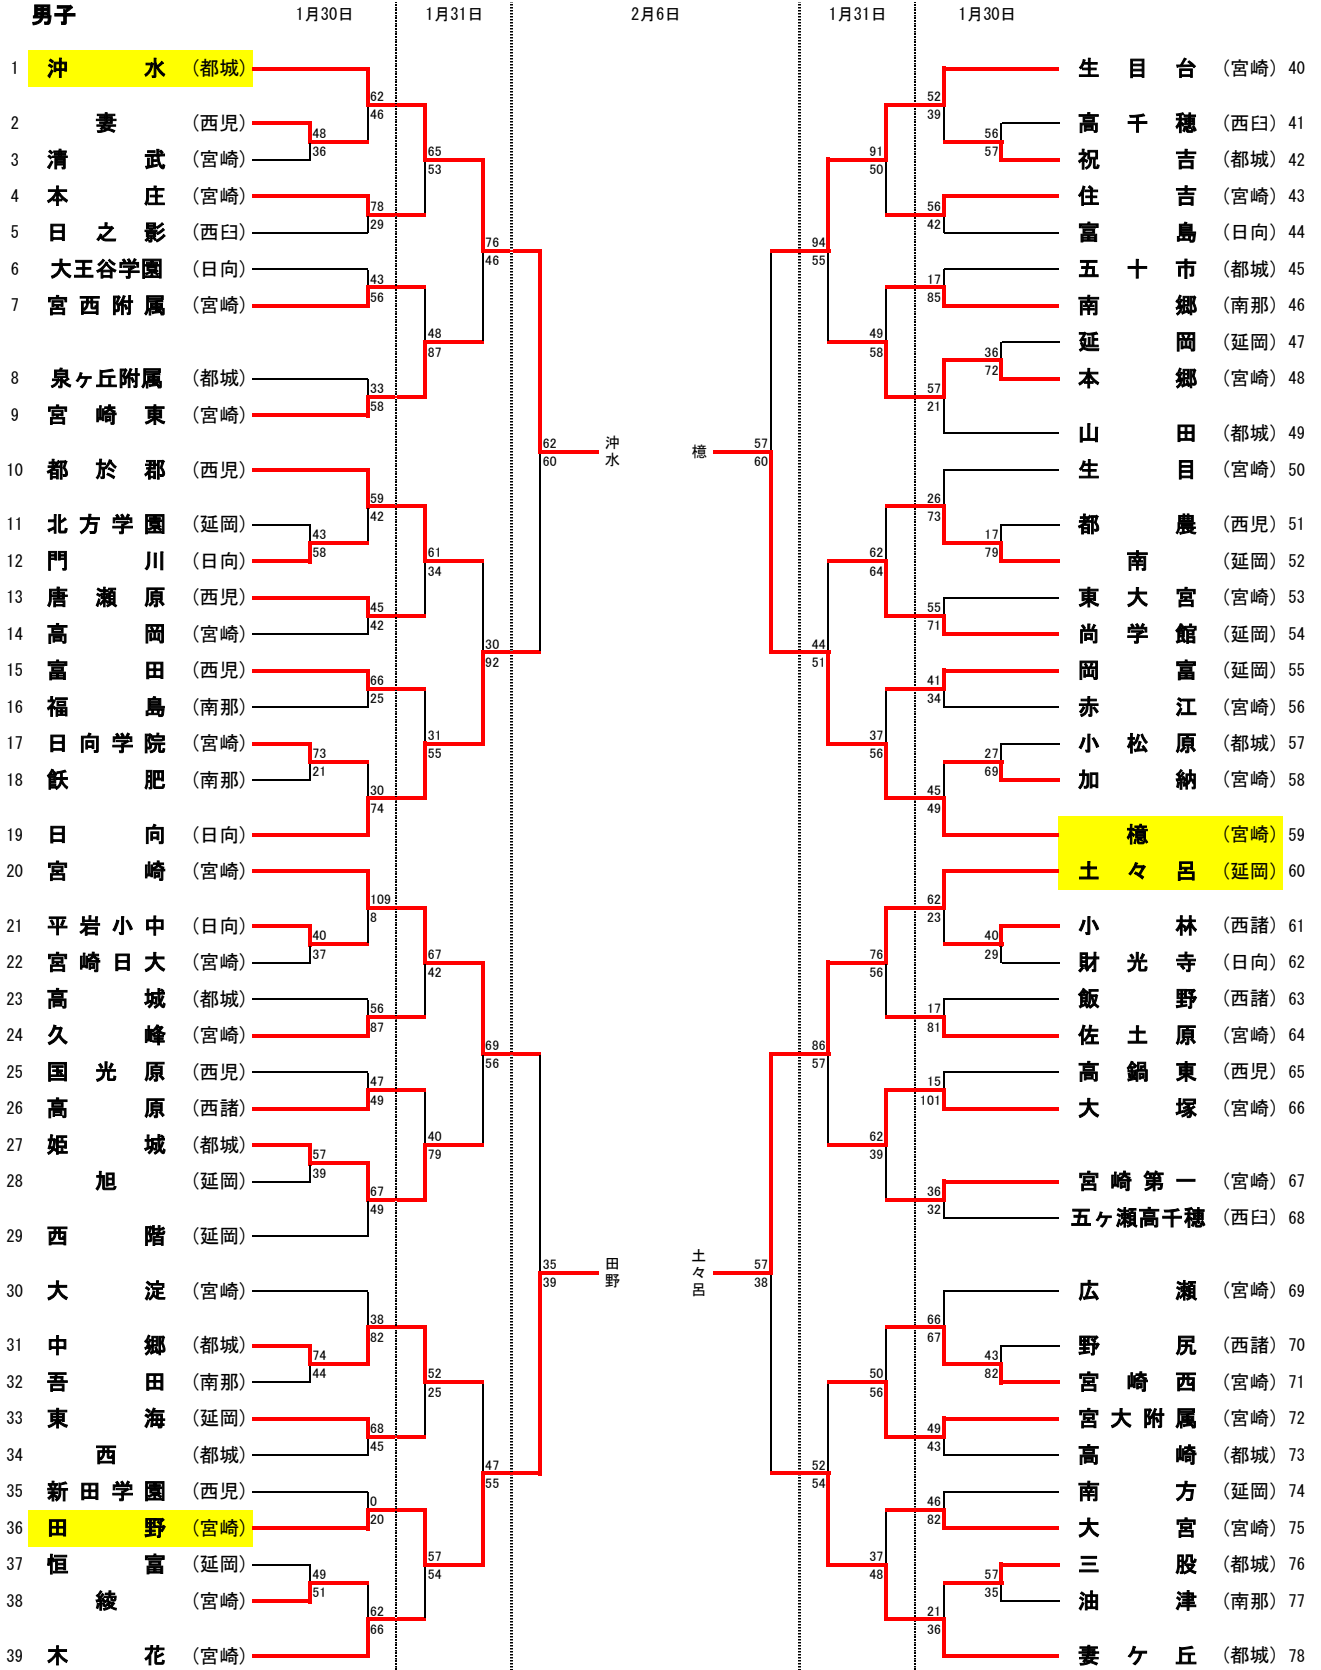 男子 1月30日 1月31日 2月6日 1月31日 1月30日
1 沖水 (都城) 生目台 (宮崎) 40
62 52
46 39
2 妻 (西児) 高千穂 (西臼) 41
48 56
36 57
3 清武 (宮崎) 65 91 祝吉 (都城) 42
53 50
4 本庄 (宮崎) 住吉 (宮崎) 43
78 56
29 42
5 日之影 (西臼) 富島 (日向) 44
76 94
46 55
6 大王谷学園 (日向) 五十市 (都城) 45
43 17
56 85
7 宮西附属 (宮崎) 南郷 (南那) 46
48 49
87 58
延岡 (延岡) 47
36
72
8 泉ヶ丘附属 (都城) 本郷 (宮崎) 48
33 57
58 21
9 宮崎東 (宮崎)
山田 (都城) 49
62 沖水 檍 57
60 60
10 都於郡 (西児) 生目 (宮崎) 50
59 26
42 73
11 北方学園 (延岡) 都農 (西児) 51
43 17
58 79
12 門川 (日向) 61 62 南 (延岡) 52
34 64
13 唐瀬原 (西児) 東大宮 (宮崎) 53
45 55
42 71
14 高岡 (宮崎) 尚学館 (延岡) 54
30 44
92 51
15 富田 (西児) 岡富 (延岡) 55
66 41
25 34
16 福島 (南那) 赤江 (宮崎) 56
17 日向学院 (宮崎) 31 37 小松原 (都城) 57
73 55 56 27
21 69
18 飫肥 (南那) 加納 (宮崎) 58
30 45
74 49
19 日向 (日向) 檍 (宮崎) 59
20 宮崎 (宮崎) 土々呂 (延岡) 60
109 62
8 23
21 平岩小中 (日向) 小林 (西諸) 61
40 40
37 29
22 宮崎日大 (宮崎) 67 76 財光寺 (日向) 62
42 56
23 高城 (都城) 飯野 (西諸) 63
56 17
87 81
24 久峰 (宮崎) 佐土原 (宮崎) 64
69 86
56 57
25 国光原 (西児) 高鍋東 (西児) 65
47 15
49 101
26 高原 (西諸) 大塚 (宮崎) 66
27 姫城 (都城) 40 62
57 79 39
39
28 旭 (延岡) 宮崎第一 (宮崎) 67
67 36
49 32
五ヶ瀬高千穂 (西臼) 68
29 西階 (延岡)
35 田野 土々呂 57
39 38
30 大淀 (宮崎) 広瀬 (宮崎) 69
38 66
82 67
31 中郷 (都城) 野尻 (西諸) 70
74 43
44 82
32 吾田 (南那) 52 50 宮崎西 (宮崎) 71
25 56
33 東海 (延岡) 宮大附属 (宮崎) 72
68 49
45 43
34 西 (都城) 高崎 (都城) 73
47 52
55 54
35 新田学園 (西児) 南方 (延岡) 74
0 46
20 82
36 田野 (宮崎) 大宮 (宮崎) 75
37 恒富 (延岡) 57 37 三股 (都城) 76
49 54 48 57
51 35
38 綾 (宮崎) 油津 (南那) 77
62 21
66 36
39 木花 (宮崎) 妻ケ丘 (都城) 78